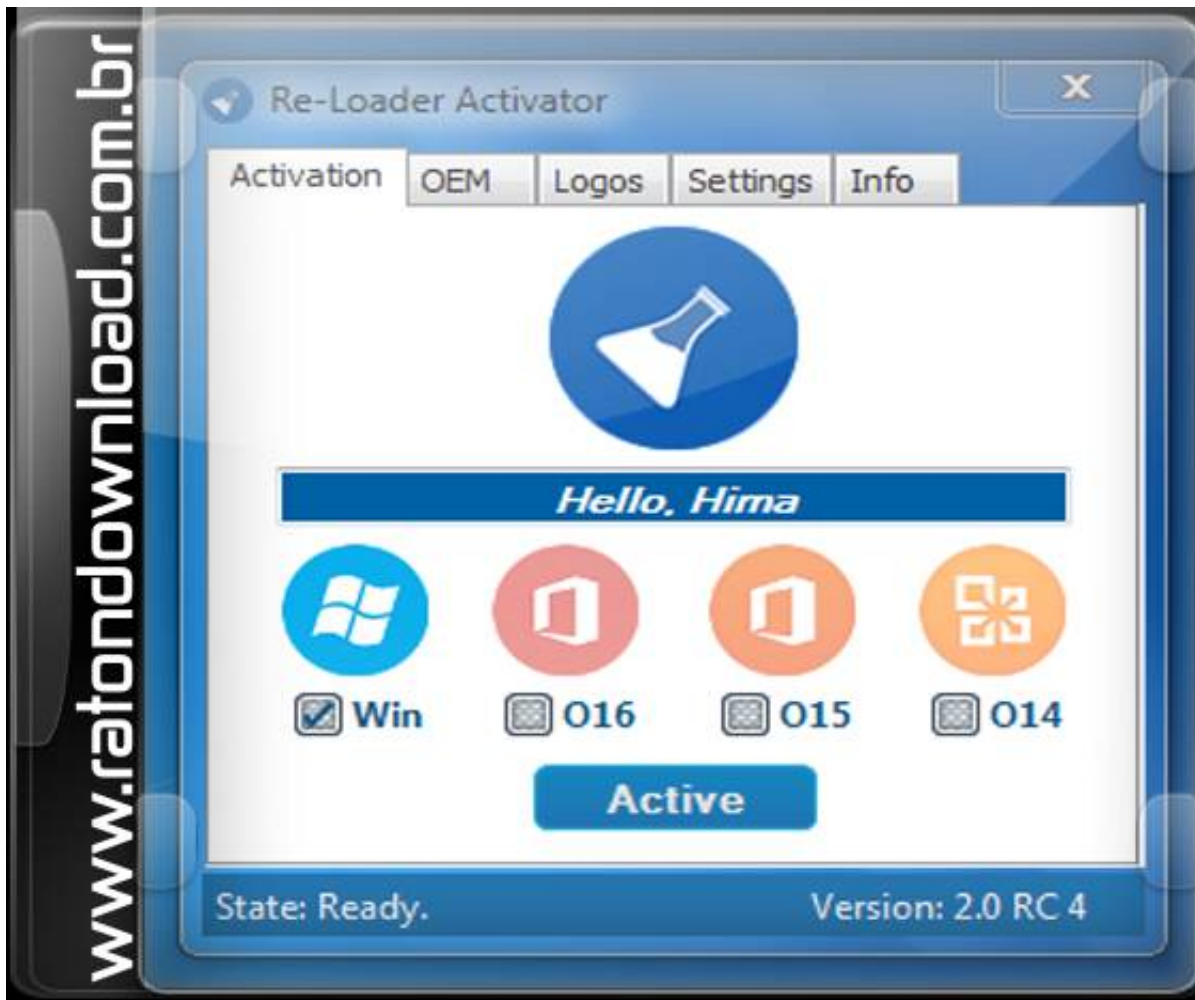 www.ratondownload.com.br
Re-Loader Activator
x
Activation OEM Logos Settings Info
Hello, Hima
Win O16 O15 O14
Active
State: Ready. Version: 2.0 RC 4